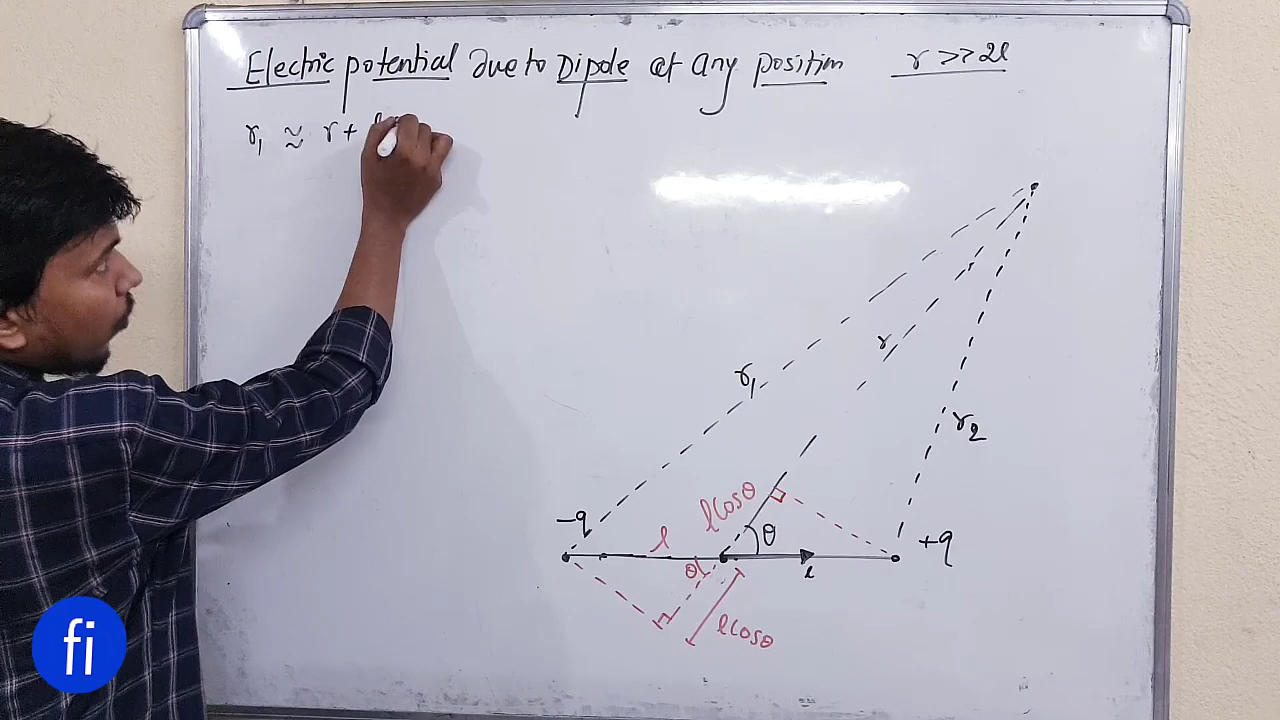 Electric potential due to Dipole at any position r >> 2l
r₁ ≈ r +
r₁
r
r₂
lcosθ
-q
l
θ
+q
θ
l
lcosθ
fi